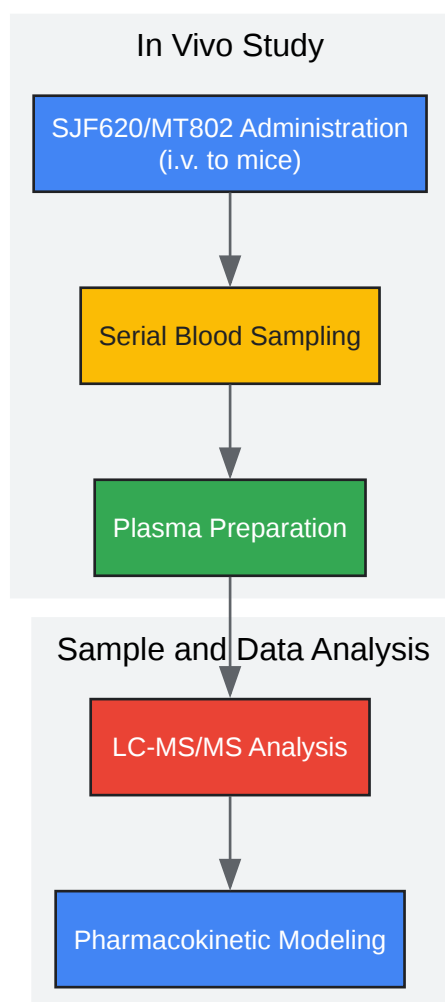 In Vivo Study
SJF620/MT802 Administration
(i.v. to mice)
Serial Blood Sampling
Plasma Preparation
Sample and Data Analysis
LC-MS/MS Analysis
Pharmacokinetic Modeling